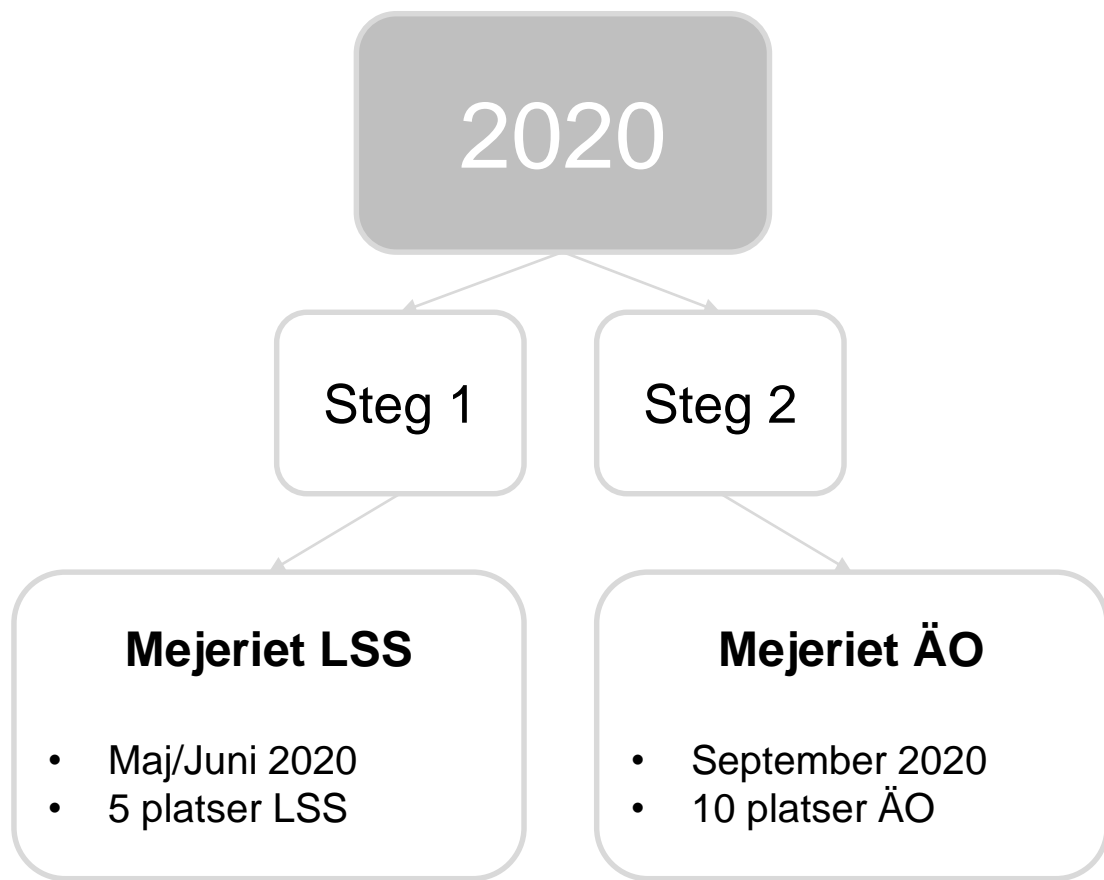 2020
Steg 1
Steg 2
Mejeriet LSS
• Maj/Juni 2020
• 5 platser LSS
Mejeriet ÄO
• September 2020
• 10 platser ÄO